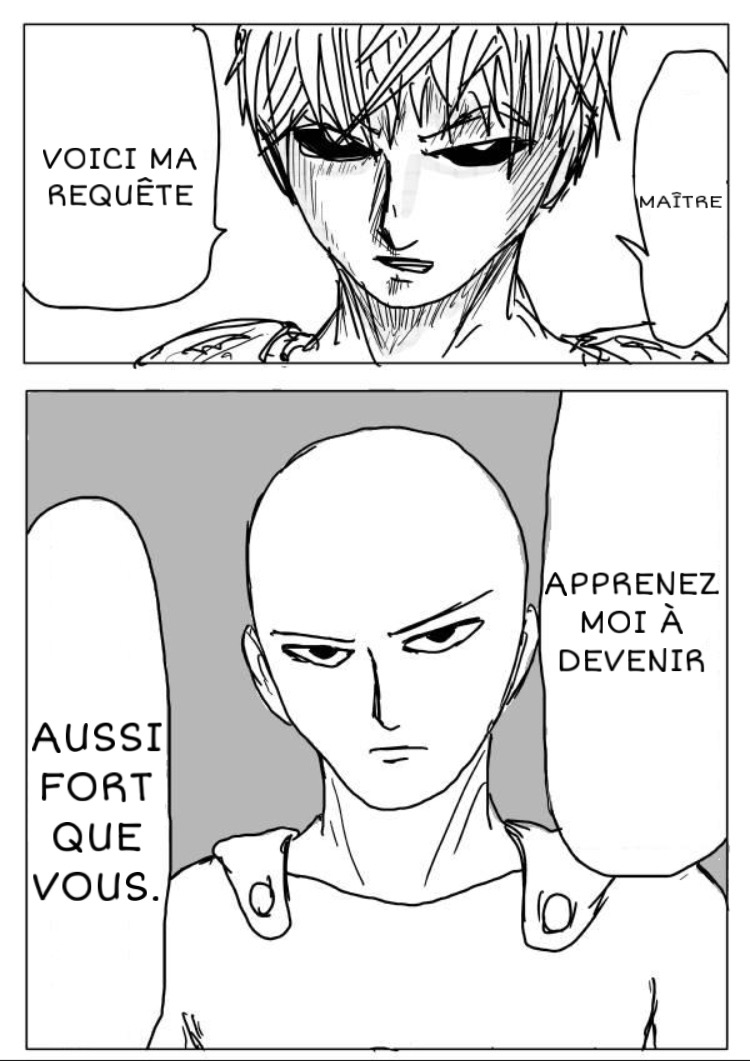 MAÎTRE
VOICI MA
REQUÊTE
APPRENEZ
MOI À
DEVENIR
AUSSI
FORT
QUE
VOUS.